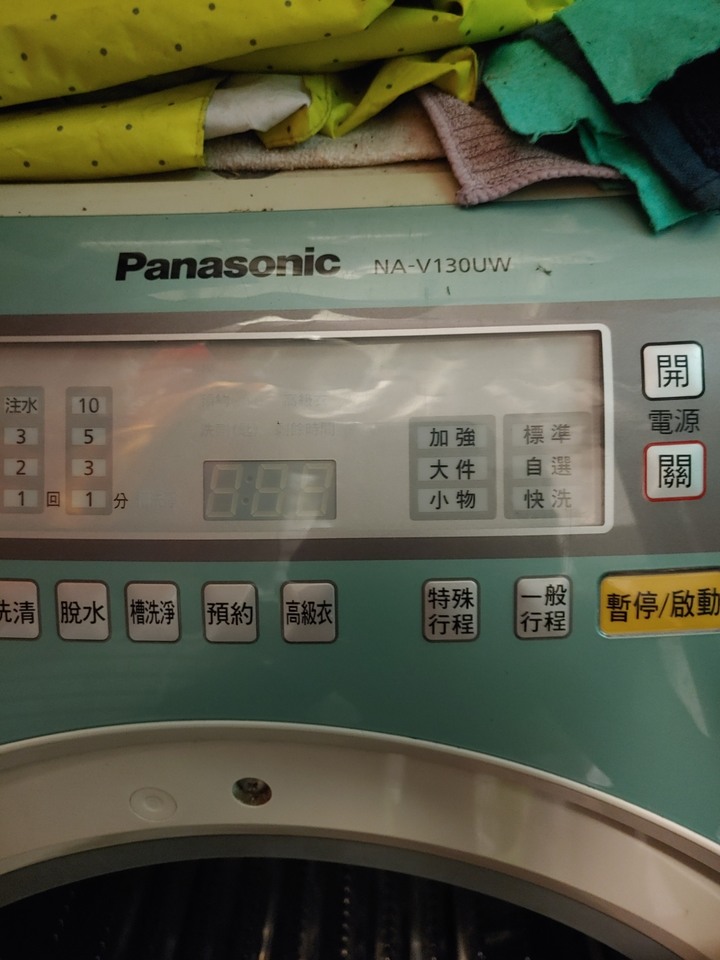 Panasonic NA-V130UW
開
電源
關
注水 10
3 5 加強 標準
2 3 大件 自選
1 回 1 分 小物 快洗
洗清 脫水 槽洗淨 預約 高級衣 特殊行程 一般行程 暫停/啟動